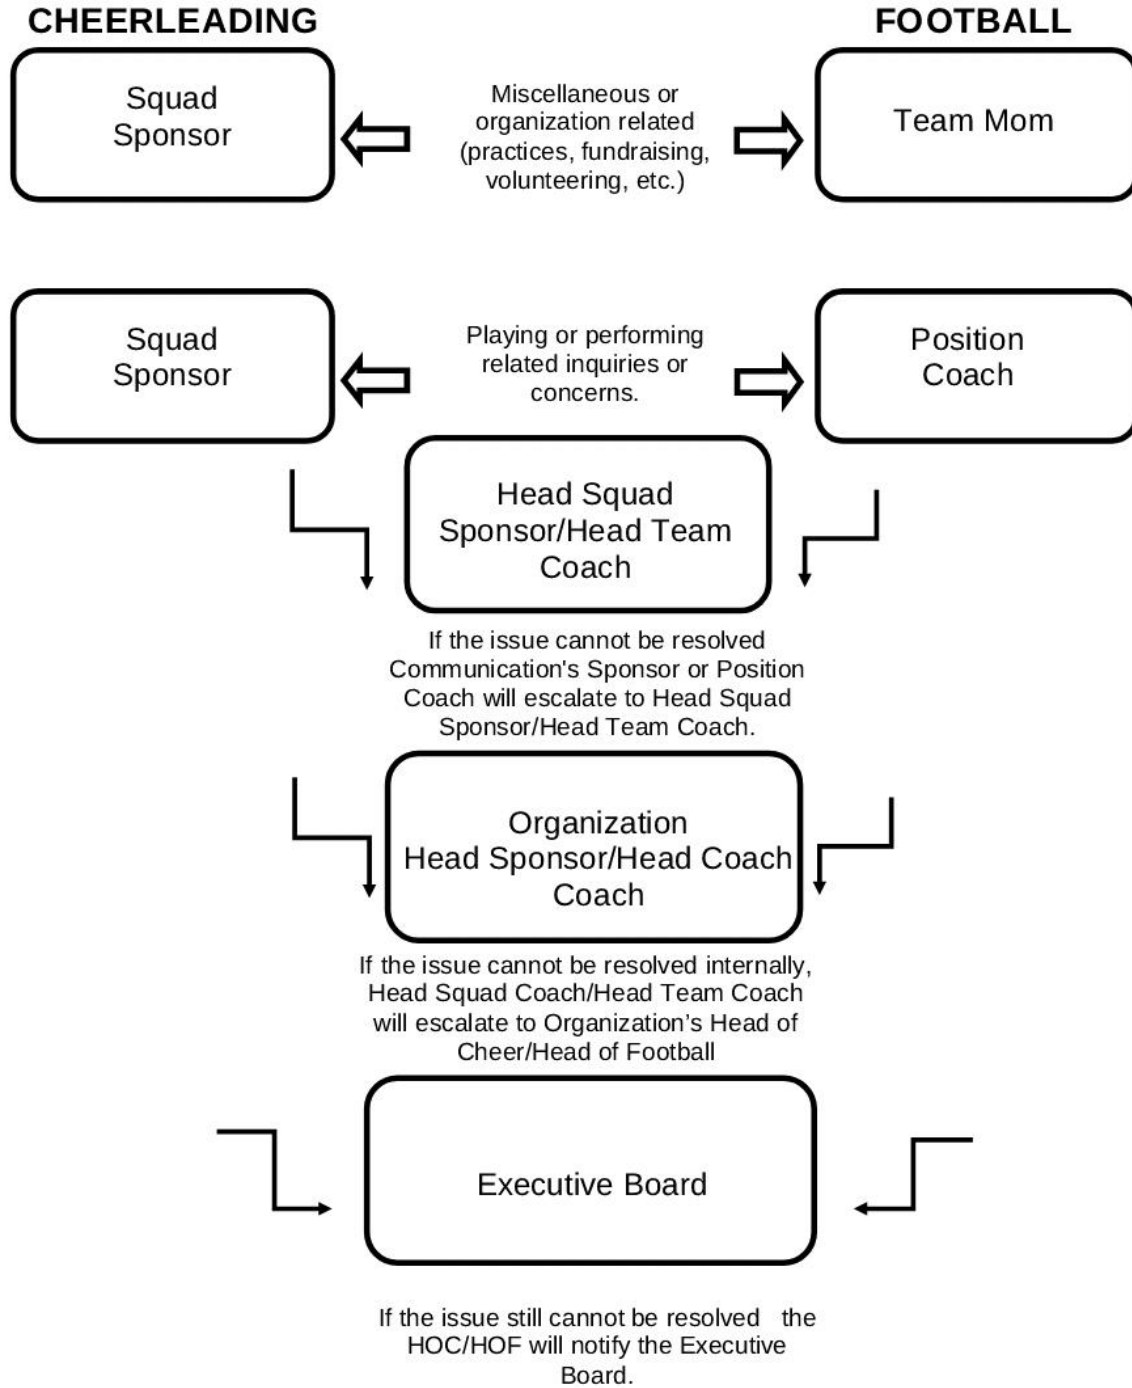 CHEERLEADING
FOOTBALL
Squad
Sponsor
Miscellaneous or
organization related
(practices, fundraising,
volunteering, etc.)
Team Mom
Squad
Sponsor
Playing or performing
related inquiries or
concerns.
Position
Coach
Head Squad
Sponsor/Head Team
Coach
If the issue cannot be resolved
Communication's Sponsor or Position
Coach will escalate to Head Squad
Sponsor/Head Team Coach.
Organization
Head Sponsor/Head Coach
Coach
If the issue cannot be resolved internally,
Head Squad Coach/Head Team Coach
will escalate to Organization’s Head of
Cheer/Head of Football
Executive Board
If the issue still cannot be resolved the
HOC/HOF will notify the Executive
Board.